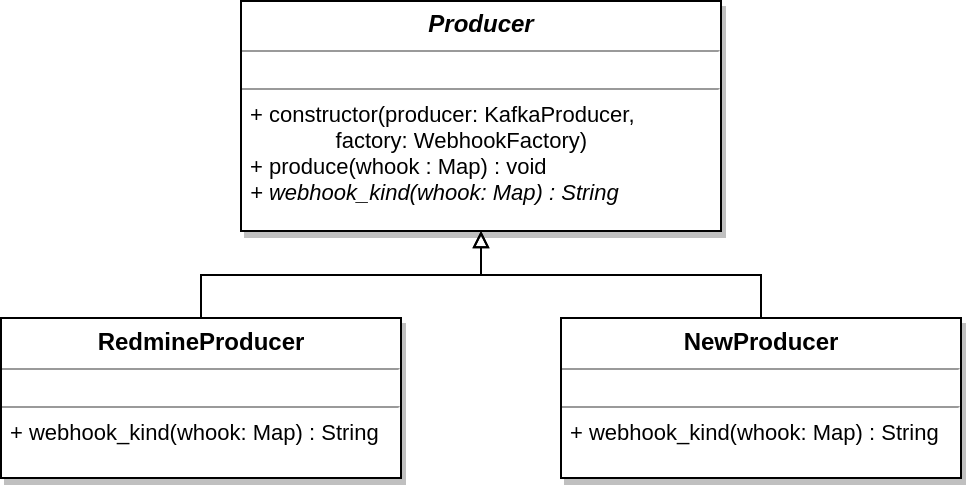 Producer
+ constructor(producer: KafkaProducer,
factory: WebhookFactory)
+ produce(whook : Map) : void
+ webhook_kind(whook: Map) : String
RedmineProducer
+ webhook_kind(whook: Map) : String
NewProducer
+ webhook_kind(whook: Map) : String